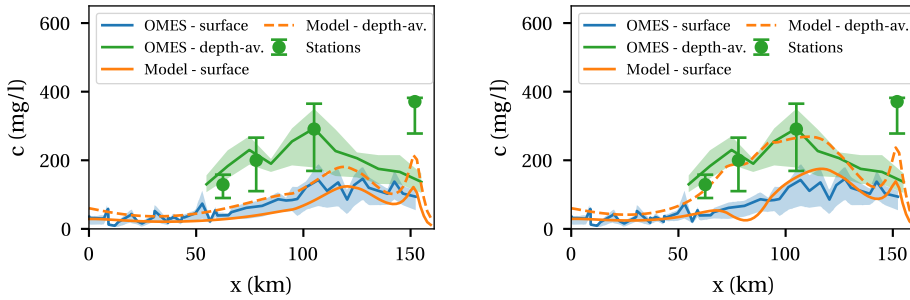 600
400
200
0
c (mg/l)
OMES - surface
OMES - depth-av.
Model - surface
Model - depth-av.
Stations
0
50
100
150
x (km)
600
400
200
0
c (mg/l)
OMES - surface
OMES - depth-av.
Model - surface
Model - depth-av.
Stations
0
50
100
150
x (km)